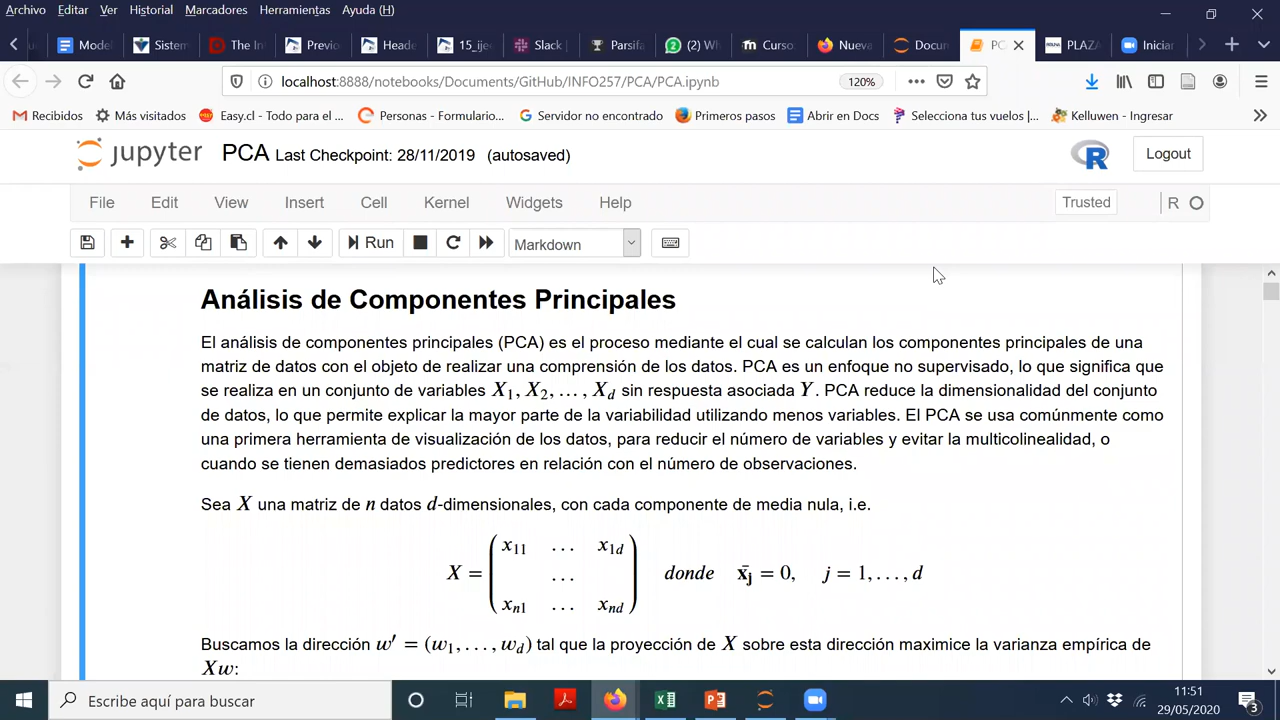 Archivo Editar Ver Historial Marcadores Herramientas Ayuda (H)
Model Sistem The In Previo Heade 15_ijec Slack Parsifa (2) Wh Curso Nueva Docun PC PLAZA Iniciar
localhost:8888/notebooks/Documents/GitHub/INFO257/PCA/PCA.ipynb 120%
Recibidos Más visitados Easy.cl - Todo para el ... Personas - Formulario... Servidor no encontrado Primeros pasos Abrir en Docs Selecciona tus vuelos |... Kelluwen - Ingresar
jupyter PCA Last Checkpoint: 28/11/2019 (autosaved) R Logout
File Edit View Insert Cell Kernel Widgets Help Trusted R
Run Markdown
Análisis de Componentes Principales
El análisis de componentes principales (PCA) es el proceso mediante el cual se calculan los componentes principales de una
matriz de datos con el objeto de realizar una comprensión de los datos. PCA es un enfoque no supervisado, lo que significa que
se realiza en un conjunto de variables X₁, X₂, …, X_d sin respuesta asociada Y. PCA reduce la dimensionalidad del conjunto
de datos, lo que permite explicar la mayor parte de la variabilidad utilizando menos variables. El PCA se usa comúnmente como
una primera herramienta de visualización de los datos, para reducir el número de variables y evitar la multicolinealidad, o
cuando se tienen demasiados predictores en relación con el número de observaciones.
Sea X una matriz de n datos d-dimensionales, con cada componente de media nula, i.e.
x₁₁ … x₁d
X = … donde x̄j = 0, j = 1, …, d
xn1 … xnd
Buscamos la dirección w′ = (w₁, …, w_d) tal que la proyección de X sobre esta dirección maximice la varianza empírica de
Xw:
Escribe aquí para buscar
11:51
29/05/2020
3